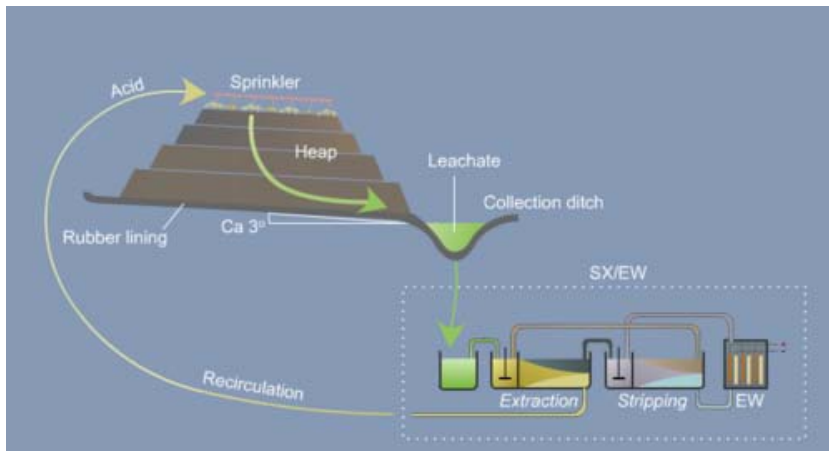 Acid
Sprinkler
Heap
Leachate
Collection ditch
Rubber lining
Ca 3°
SX/EW
Recirculation
Extraction
Stripping
EW